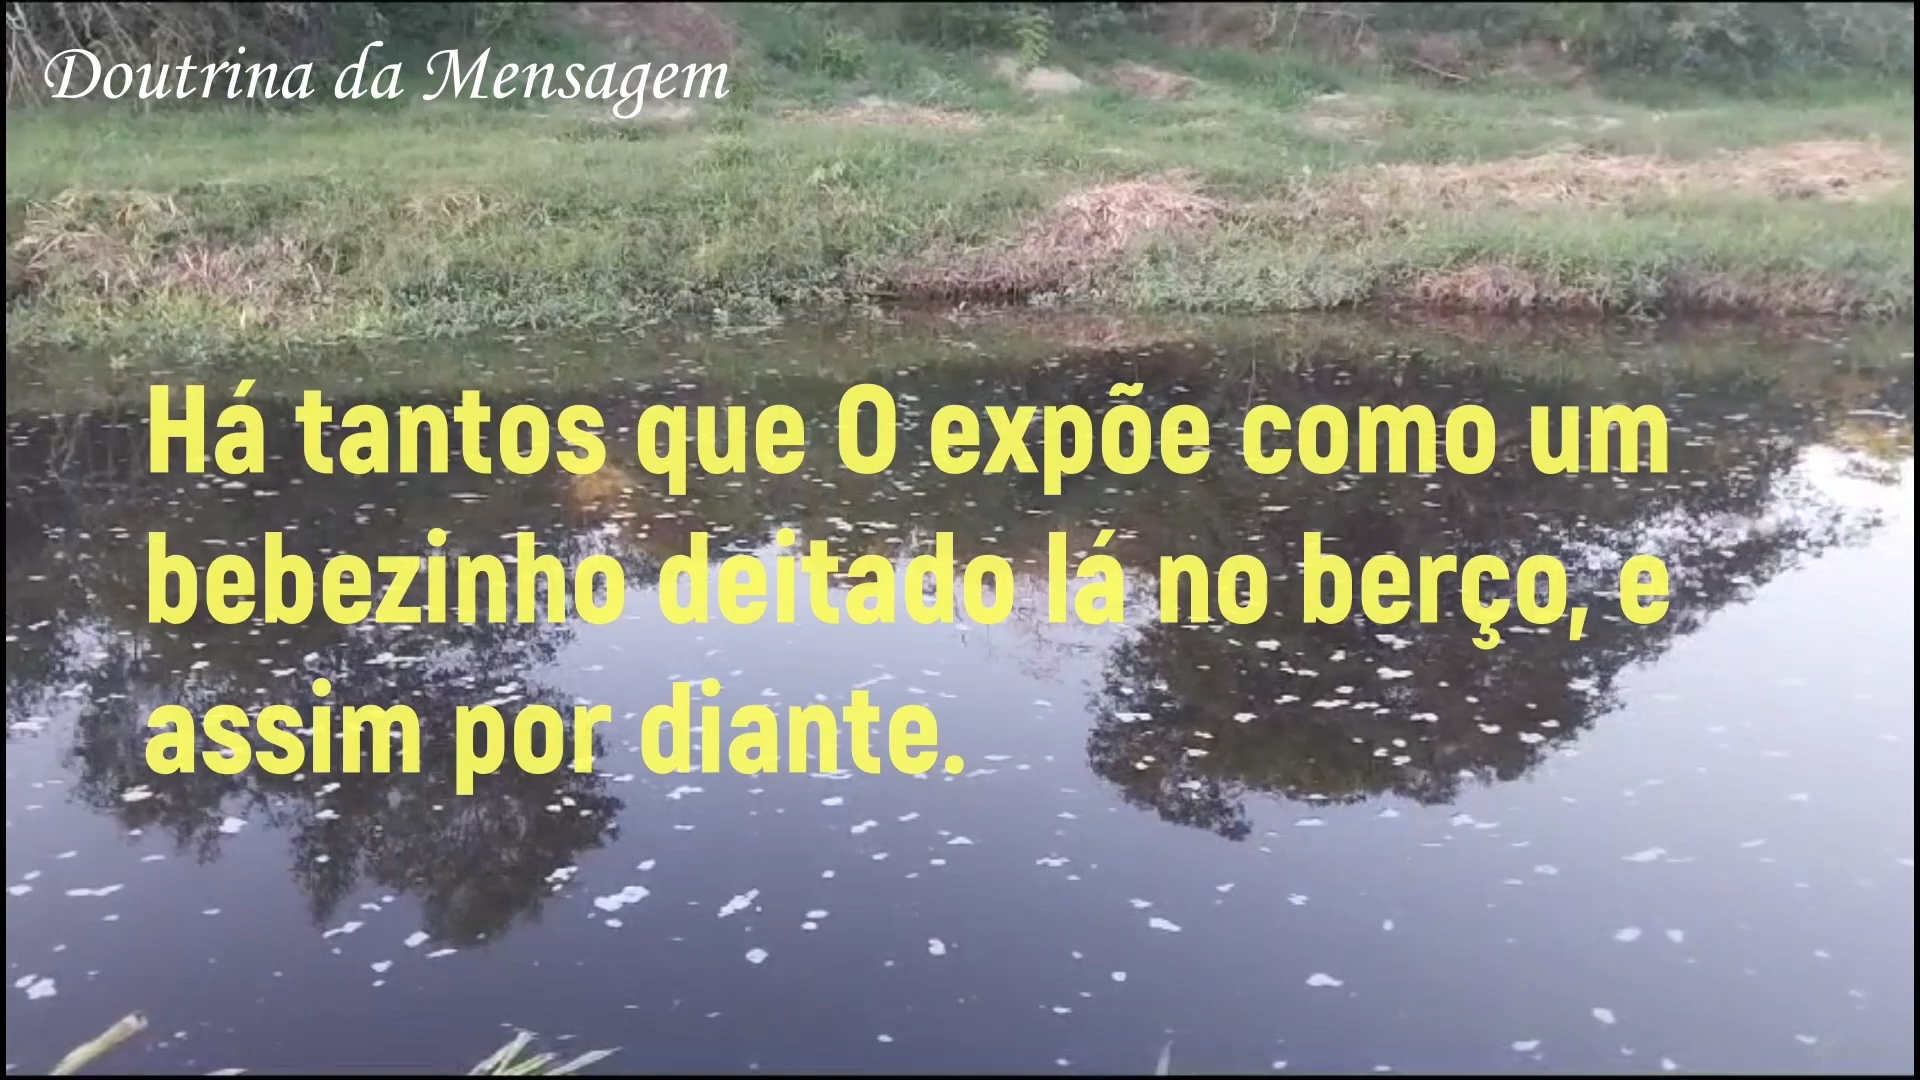 Doutrina da Mensagem
Há tantos que O expõe como um
bebezinho deitado lá no berço, e
assim por diante.